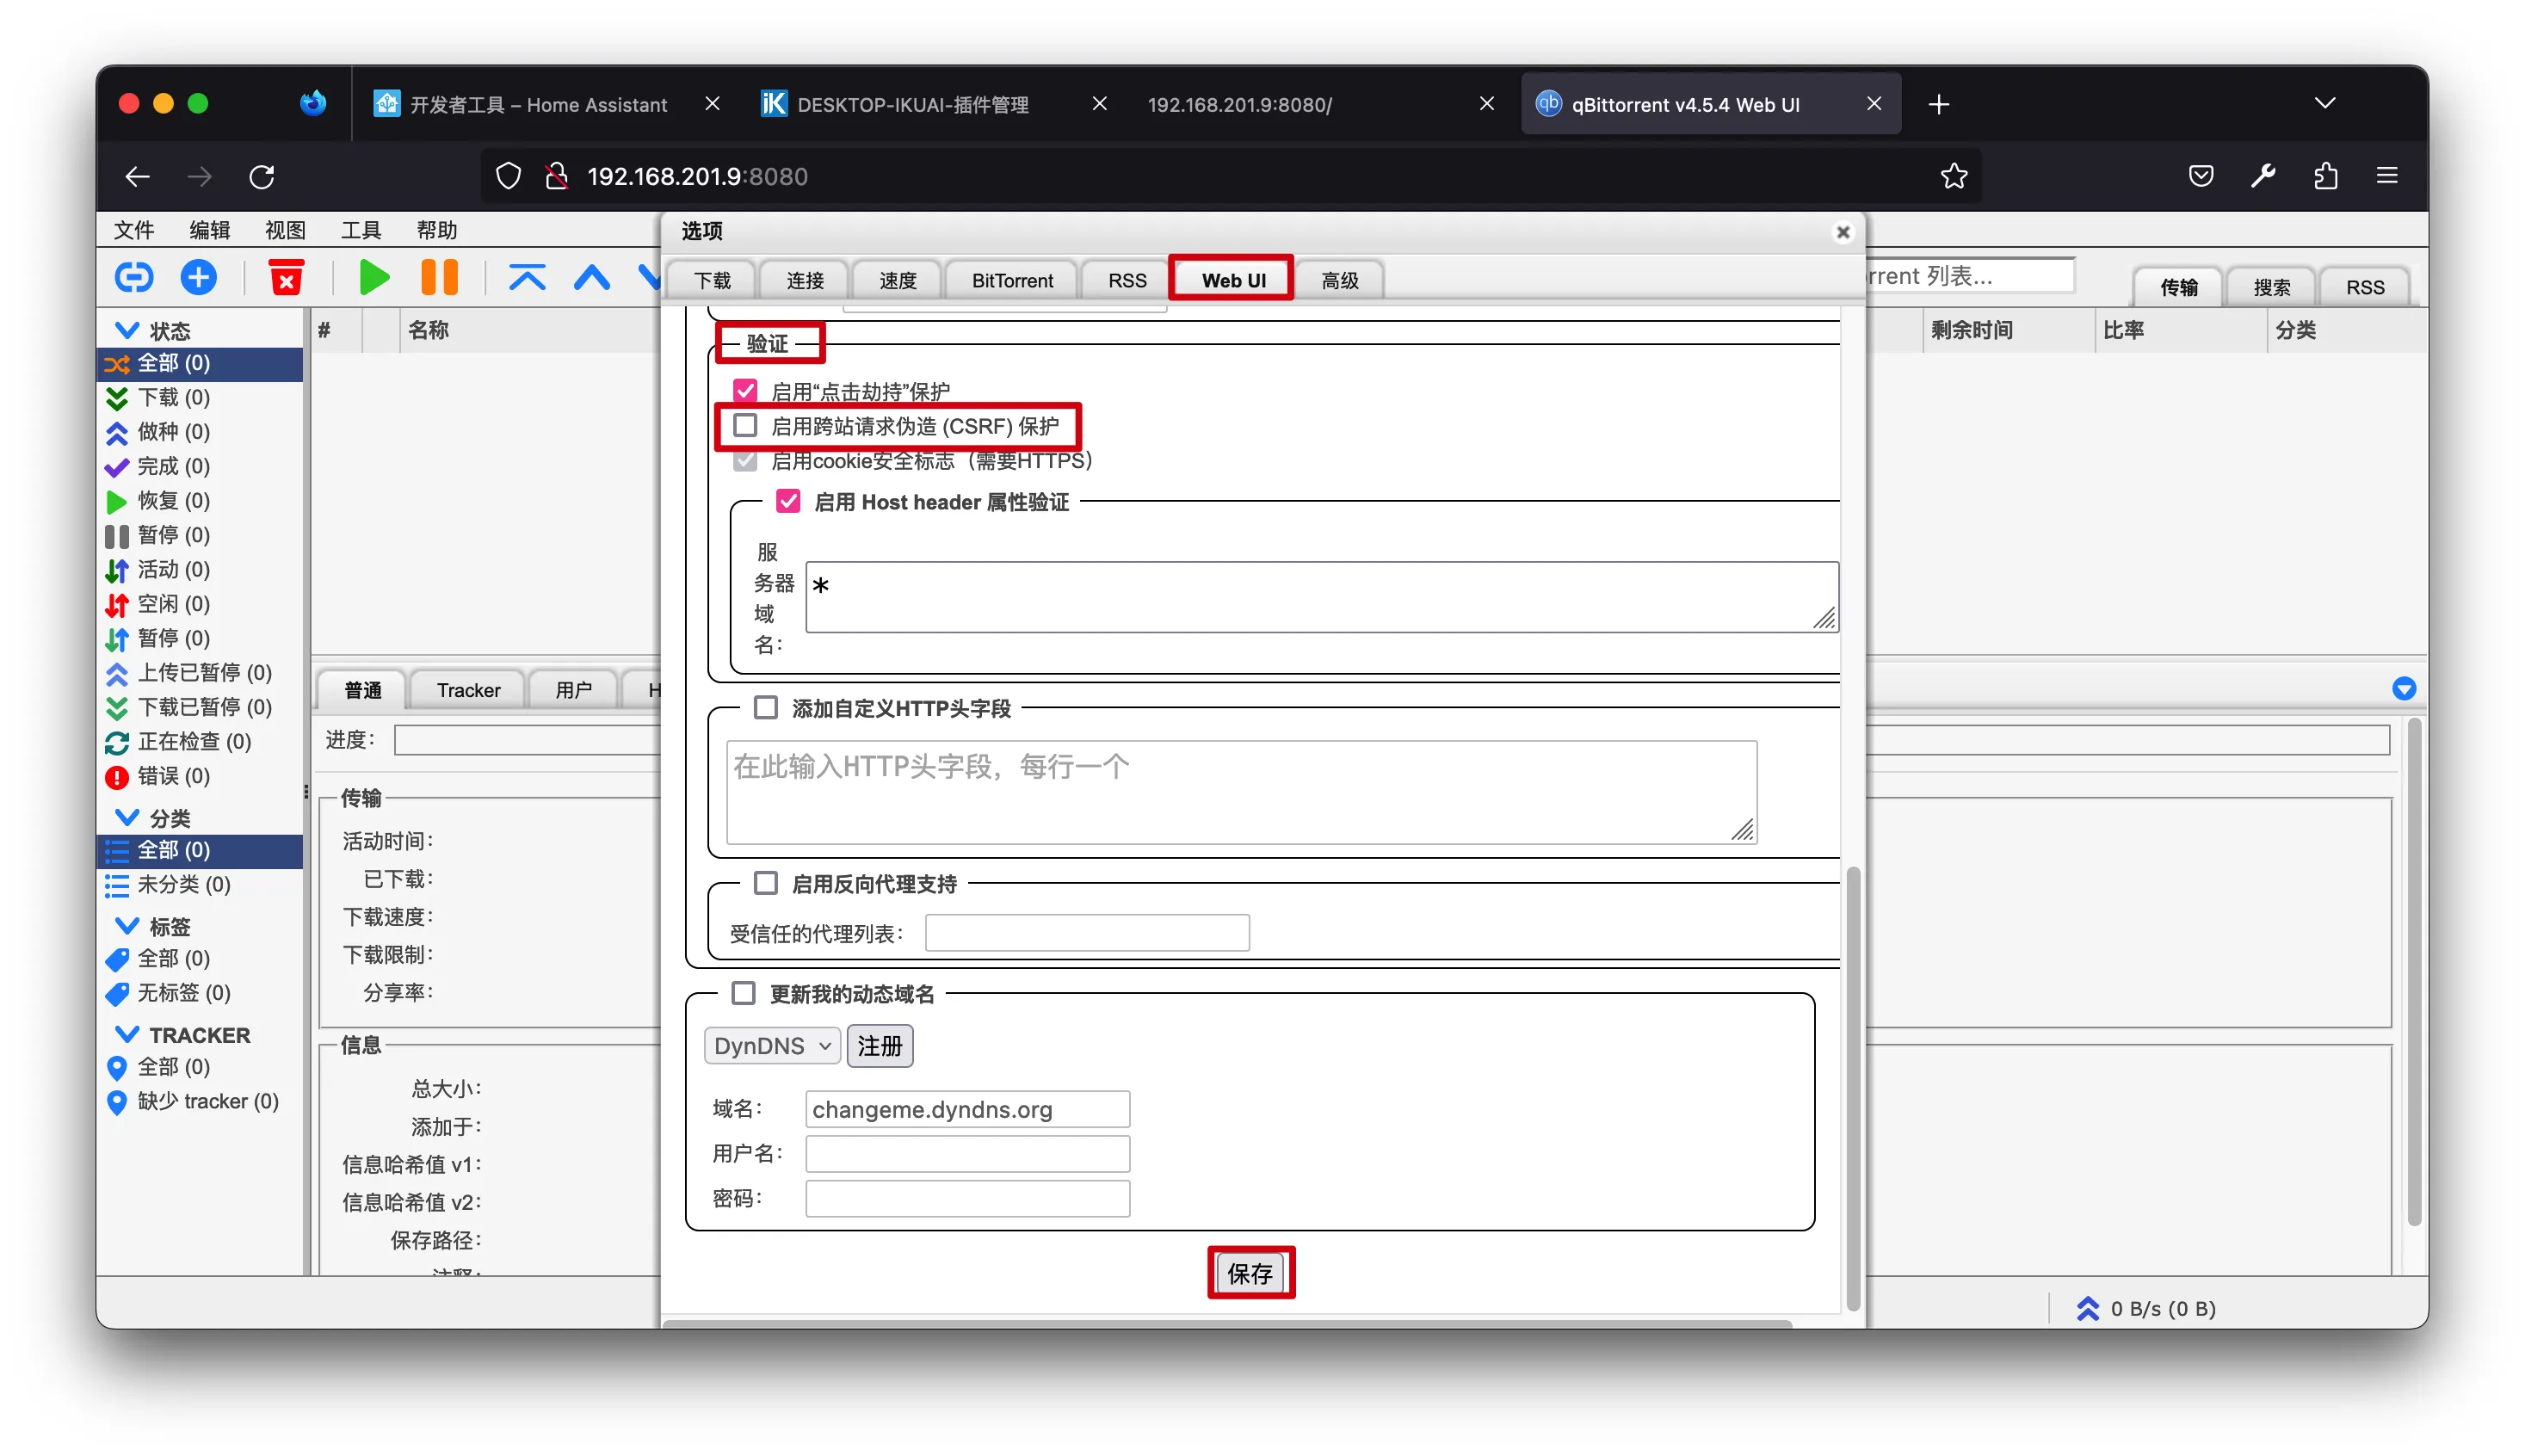 开发者工具 – Home Assistant
DESKTOP-IKUAI-插件管理
192.168.201.9:8080/
qBittorrent v4.5.4 Web UI
192.168.201.9:8080
文件 编辑 视图 工具 帮助
选项
下载 连接 速度 BitTorrent RSS Web UI 高级
rrent 列表...
传输 搜索 RSS
# 名称
剩余时间 比率 分类
状态
全部 (0)
下载 (0)
做种 (0)
完成 (0)
恢复 (0)
暂停 (0)
活动 (0)
空闲 (0)
暂停 (0)
上传已暂停 (0)
下载已暂停 (0)
正在检查 (0)
错误 (0)
分类
全部 (0)
未分类 (0)
标签
全部 (0)
无标签 (0)
TRACKER
全部 (0)
缺少 tracker (0)
普通 Tracker 用户 H
进度：
传输
活动时间：
已下载：
下载速度：
下载限制：
分享率：
信息
总大小：
添加于：
信息哈希值 v1：
信息哈希值 v2：
保存路径：
验证
启用“点击劫持”保护
启用跨站请求伪造 (CSRF) 保护
启用cookie安全标志（需要HTTPS）
启用 Host header 属性验证
服
务器
域
名：
*
添加自定义HTTP头字段
在此输入HTTP头字段，每行一个
启用反向代理支持
受信任的代理列表：
更新我的动态域名
DynDNS 注册
域名： changeme.dyndns.org
用户名：
密码：
保存
0 B/s (0 B)